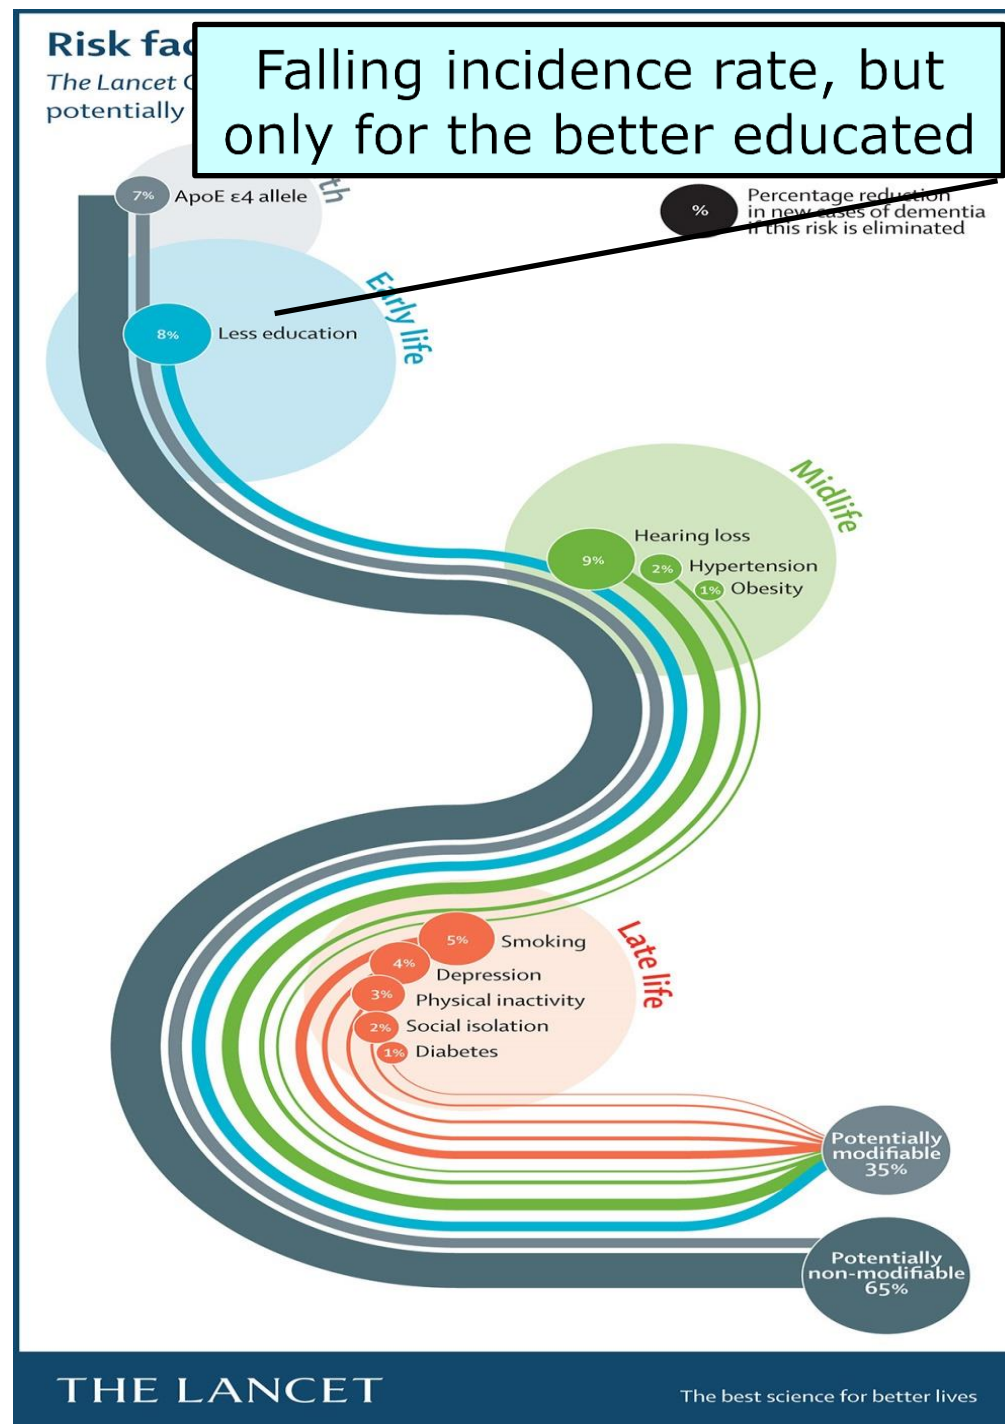 Risk fac
The Lancet
potentially
Falling incidence rate, but
only for the better educated
7% ApoE ε4 allele
th
%
Percentage reduction
in new cases of dementia
if this risk is eliminated
Early life
8% Less education
Midlife
Hearing loss
9%
2% Hypertension
1% Obesity
Late life
5% Smoking
4% Depression
3% Physical inactivity
2% Social isolation
1% Diabetes
Potentially
modifiable
35%
Potentially
non-modifiable
65%
THE LANCET
The best science for better lives